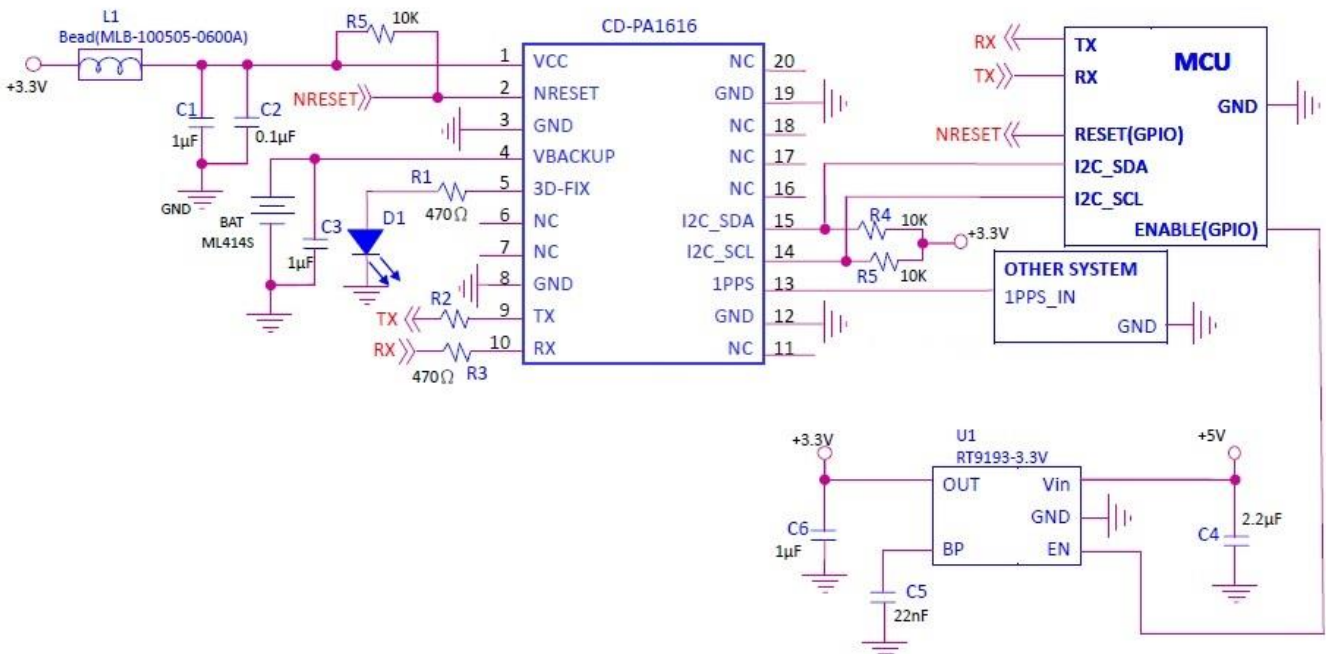 L1
Bead(MLB-100505-0600A)
+3.3V
C1
1µF
C2
0.1µF
GND
R5
10K
NRESET
BAT
ML414S
C3
1µF
D1
R1
470Ω
TX
R2
RX
470Ω
R3
CD-PA1616
1 VCC
2 NRESET
3 GND
4 VBACKUP
5 3D-FIX
6 NC
7 NC
8 GND
9 TX
10 RX
NC 20
GND 19
NC 18
NC 17
NC 16
I2C_SDA 15
I2C_SCL 14
1PPS 13
GND 12
NC 11
R4
10K
+3.3V
R5
10K
RX
TX
NRESET
MCU
TX
RX
GND
RESET(GPIO)
I2C_SDA
I2C_SCL
ENABLE(GPIO)
OTHER SYSTEM
1PPS_IN
GND
+3.3V
U1
RT9193-3.3V
+5V
OUT Vin
GND
BP EN
C6
1µF
C5
22nF
C4
2.2µF